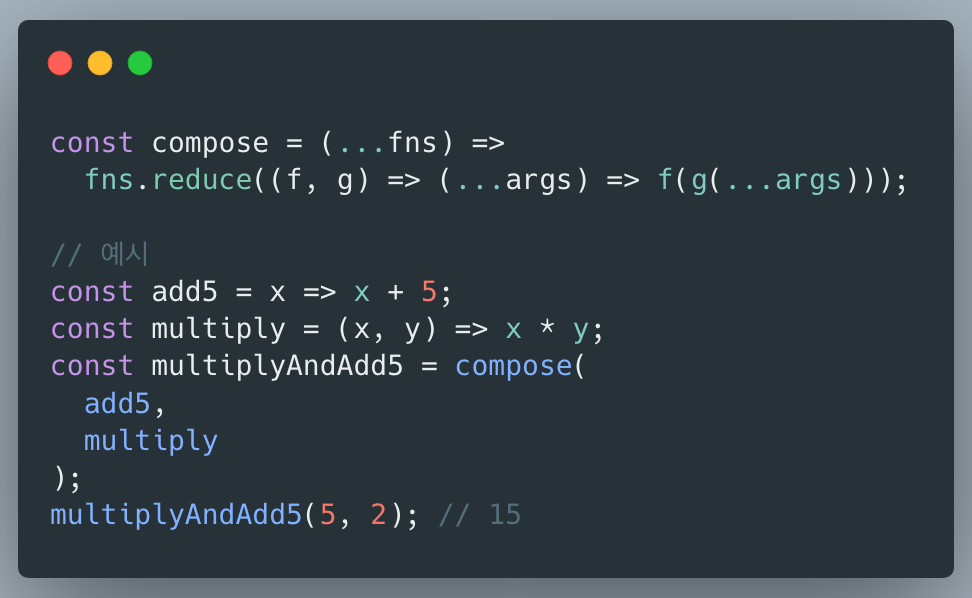 const compose = (...fns) =>
  fns.reduce((f, g) => (...args) => f(g(...args)));

// 예시
const add5 = x => x + 5;
const multiply = (x, y) => x * y;
const multiplyAndAdd5 = compose(
  add5,
  multiply
);
multiplyAndAdd5(5, 2); // 15